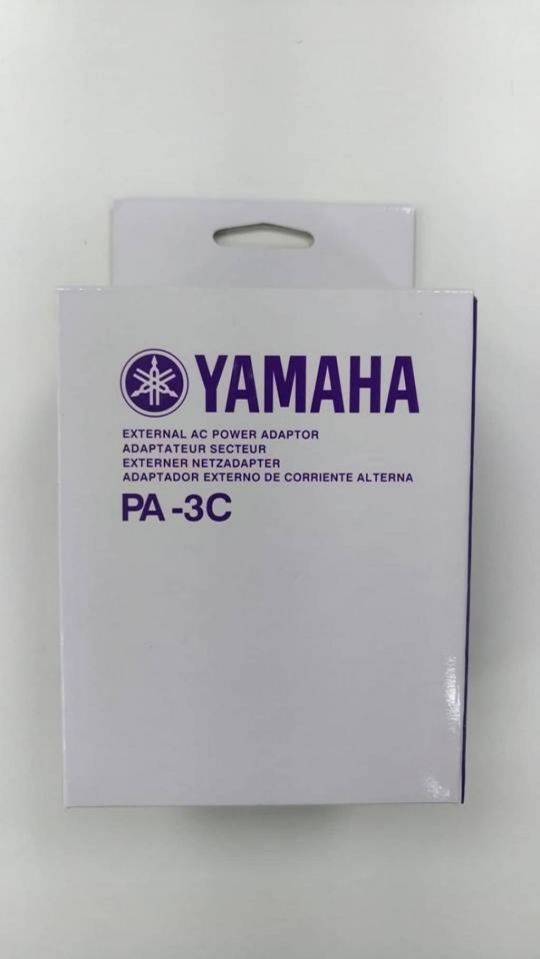 YAMAHA
EXTERNAL AC POWER ADAPTOR
ADAPTATEUR SECTEUR
EXTERNER NETZADAPTER
ADAPTADOR EXTERNO DE CORRIENTE ALTERNA
PA -3C